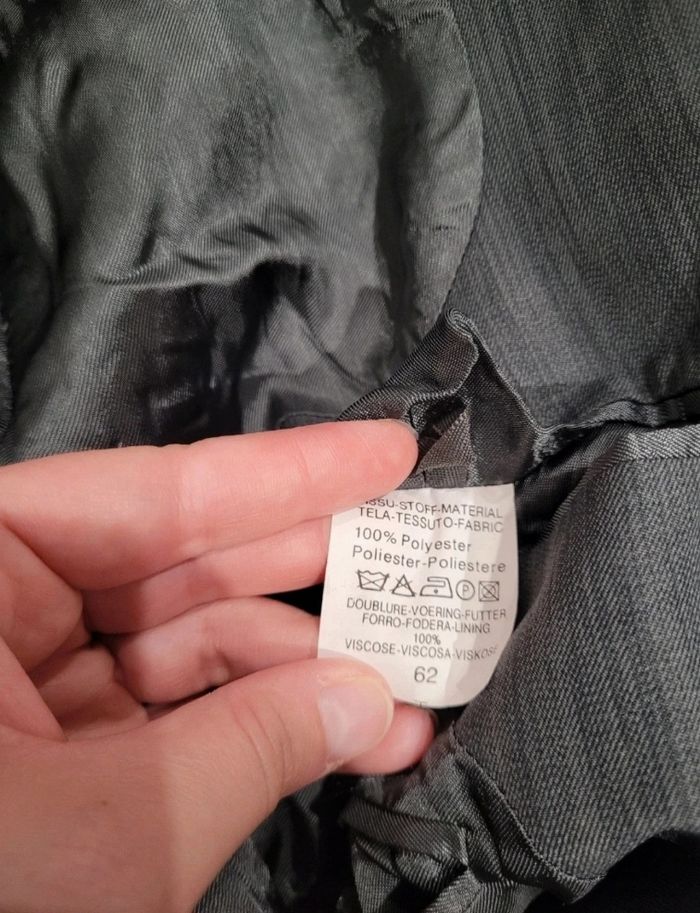 TISSU-STOFF-MATERIAL
TELA-TESSUTO-FABRIC
100% Polyester
Poliester-Poliestere
P
DOUBLURE-VOERING-FUTTER
FORRO-FODERA-LINING
100%
VISCOSE-VISCOSA-VISKOSE
62